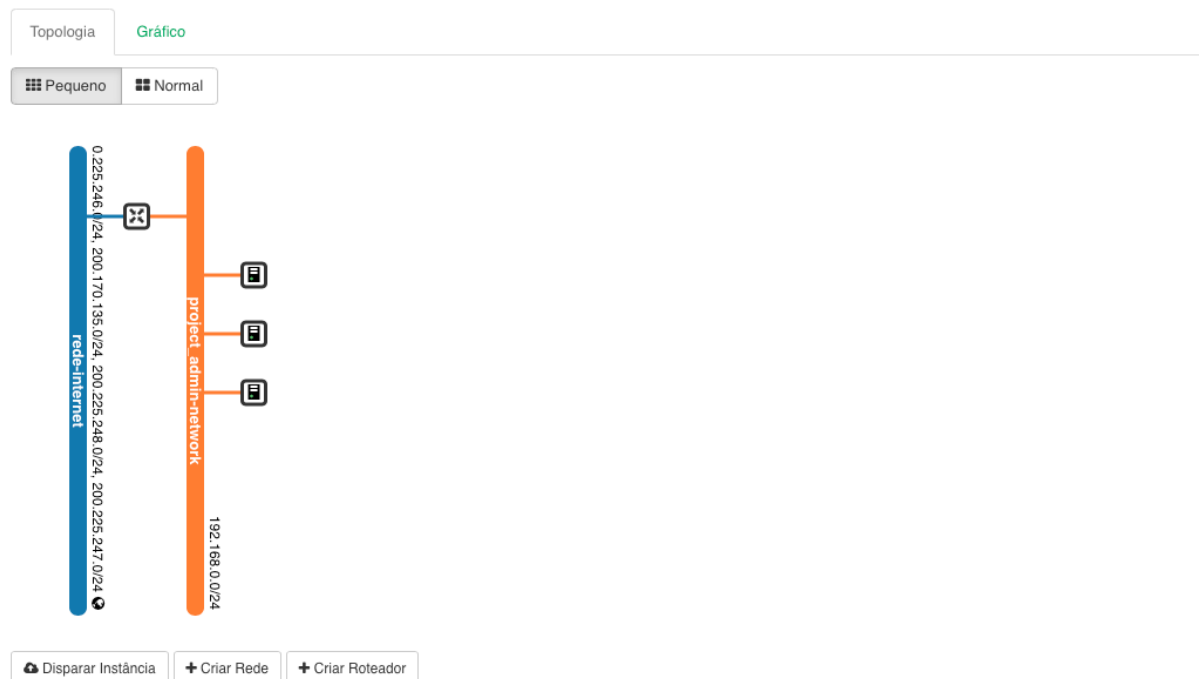 Topologia
Gráfico
Pequeno
Normal
rede-internet
0.225.246.0/24, 200.170.135.0/24, 200.225.248.0/24, 200.225.247.0/24
project_admin-network
192.168.0.0/24
Disparar Instância
Criar Rede
Criar Roteador